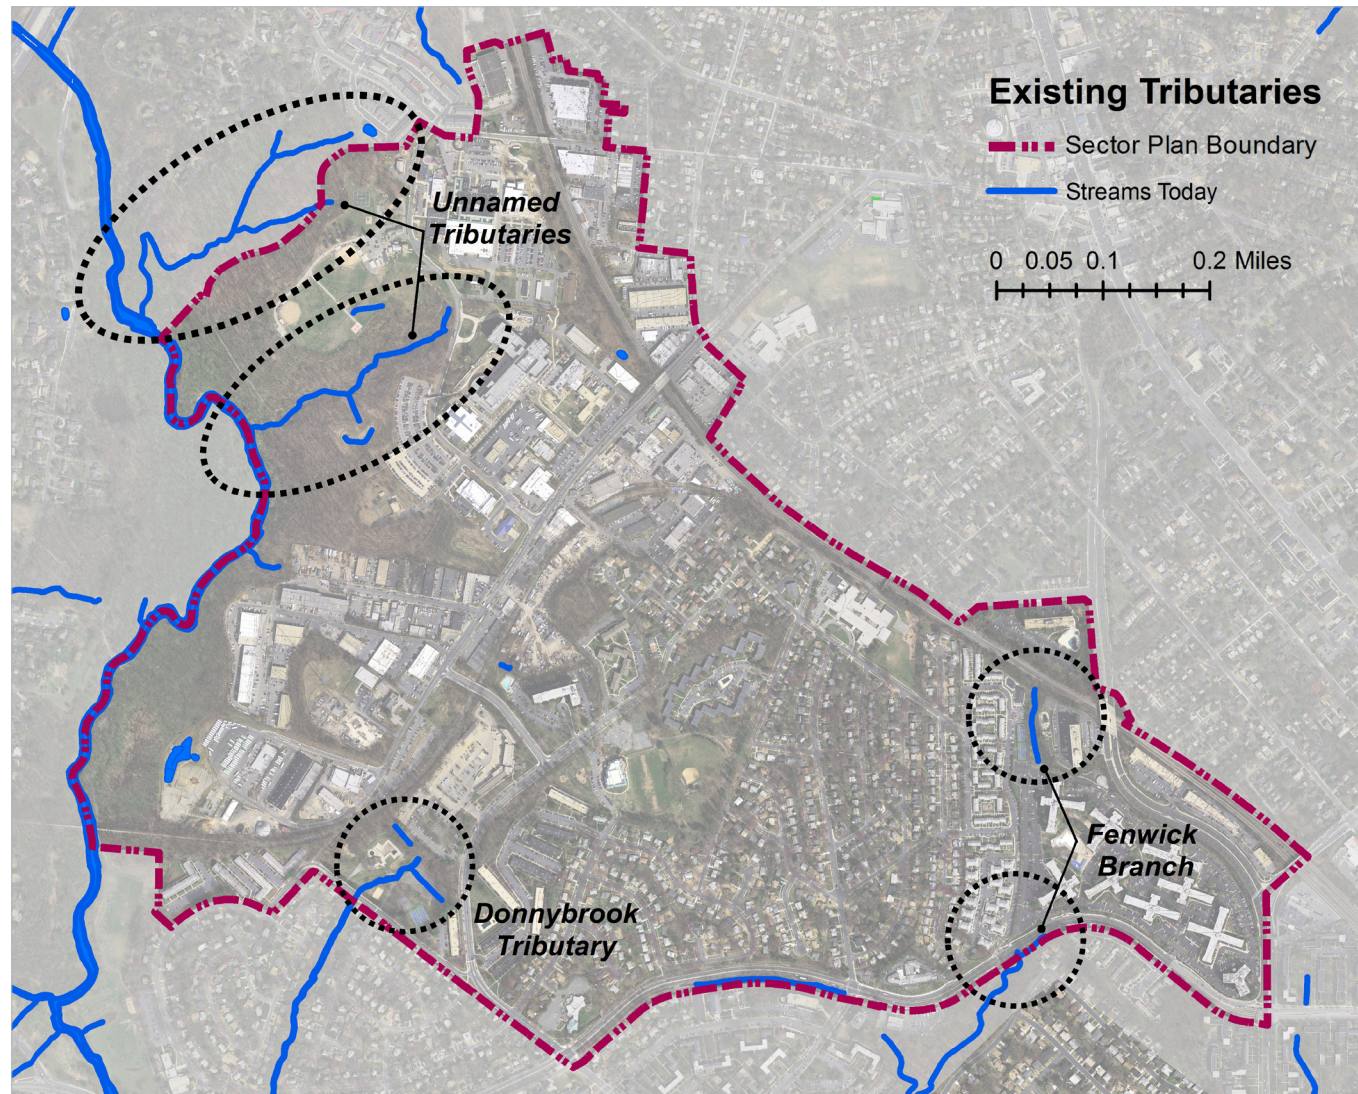 Existing Tributaries
Sector Plan Boundary
Streams Today
0 0.05 0.1 0.2 Miles
Unnamed
Tributaries
Fenwick
Branch
Donnybrook
Tributary